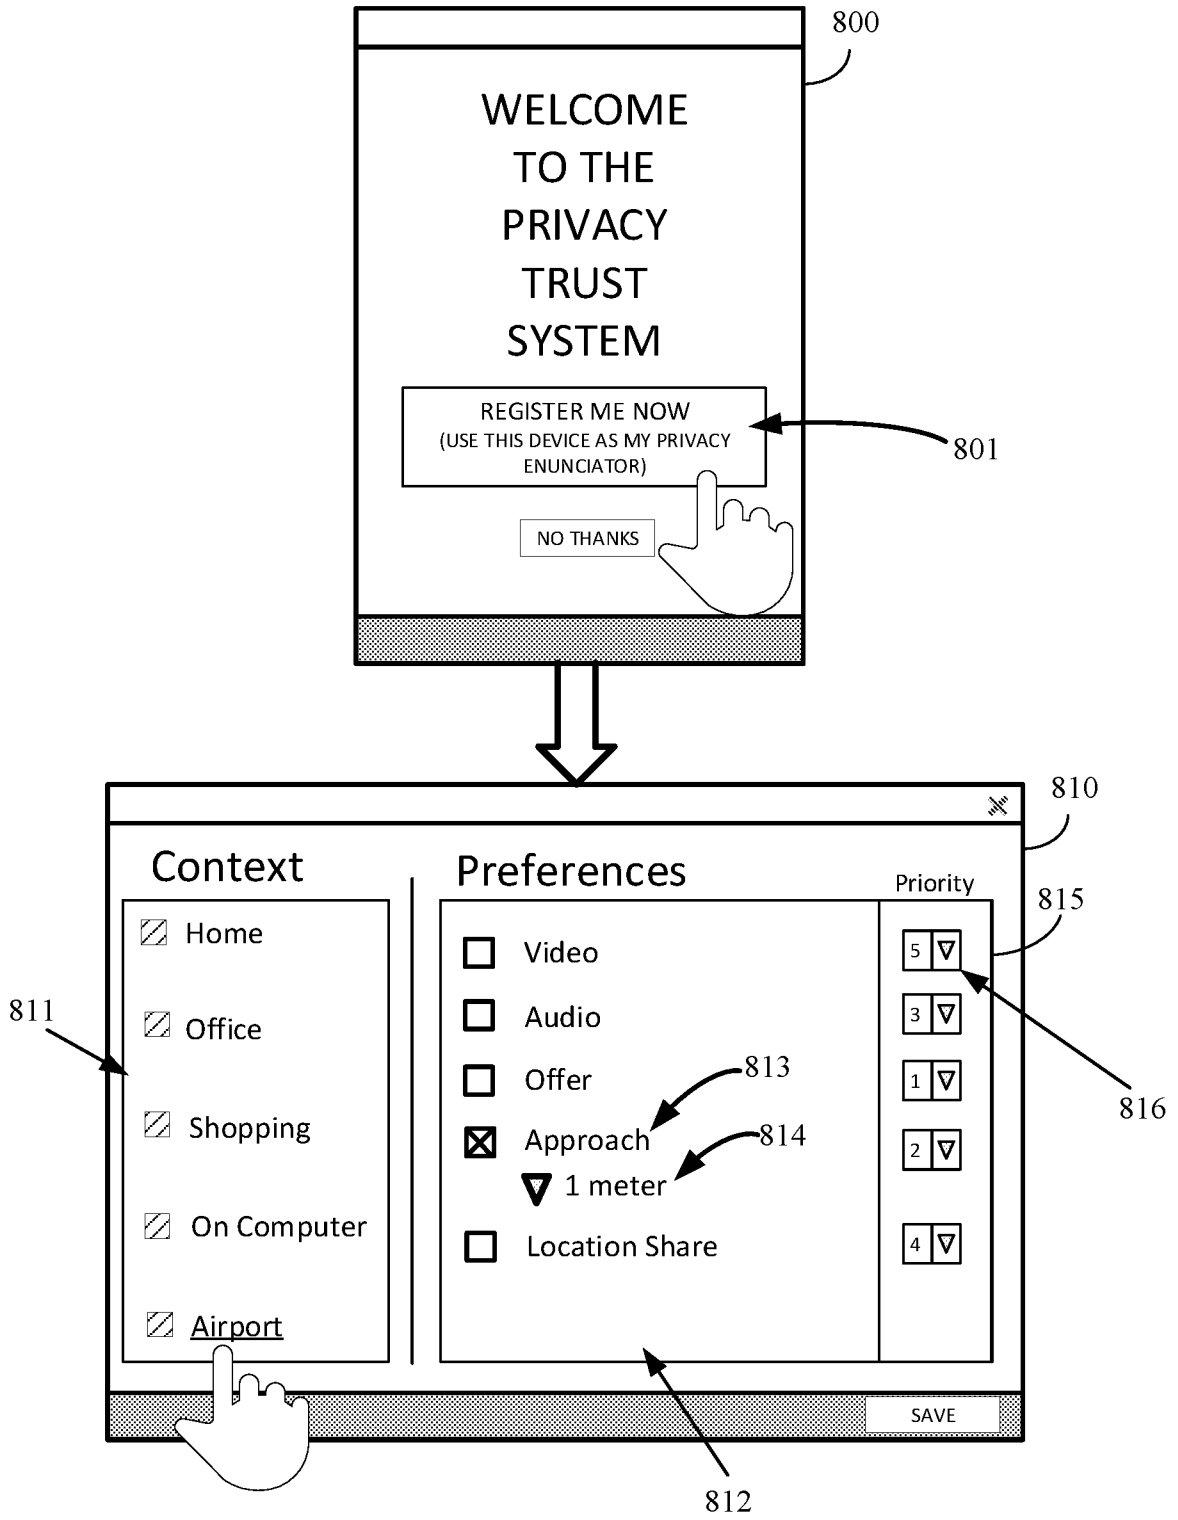 800
WELCOME
TO THE
PRIVACY
TRUST
SYSTEM
REGISTER ME NOW
(USE THIS DEVICE AS MY PRIVACY
ENUNCIATOR)
801
NO THANKS
810
Context
Preferences
Priority
815
811
Home
Office
Shopping
On Computer
Airport
Video
5
Audio
3
Offer
1
813
816
Approach
2
814
1 meter
Location Share
4
SAVE
812